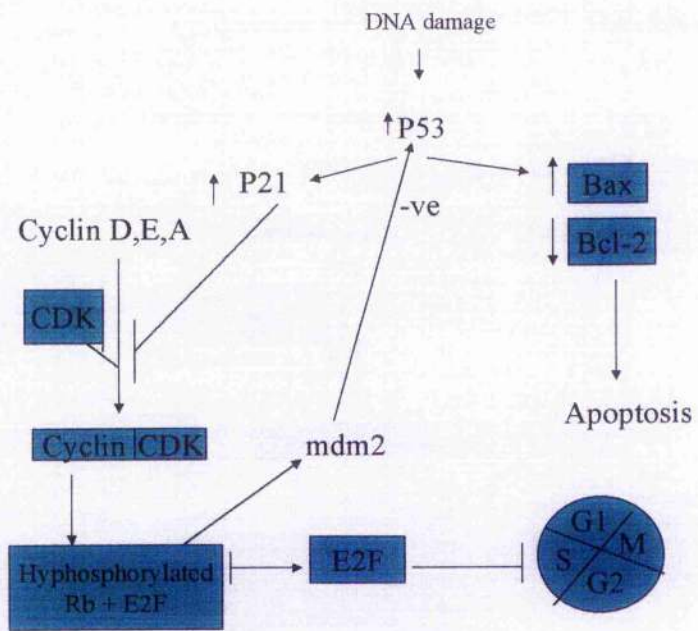 DNA damage
P53
P21
-ve
Bax
Cyclin D,E,A
Bcl-2
CDK
Apoptosis
Cyclin CDK
mdm2
G1
M
S
G2
Hyphosphorylated
Rb + E2F
E2F